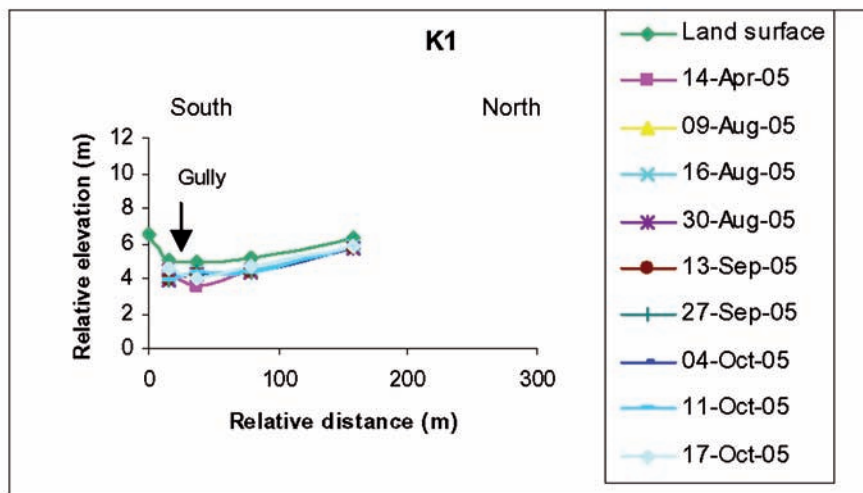 K1
South North
Relative elevation (m)
12
10
8
6
4
2
0
Gully
0 100 200 300
Relative distance (m)
Land surface
14-Apr-05
09-Aug-05
16-Aug-05
30-Aug-05
13-Sep-05
27-Sep-05
04-Oct-05
11-Oct-05
17-Oct-05